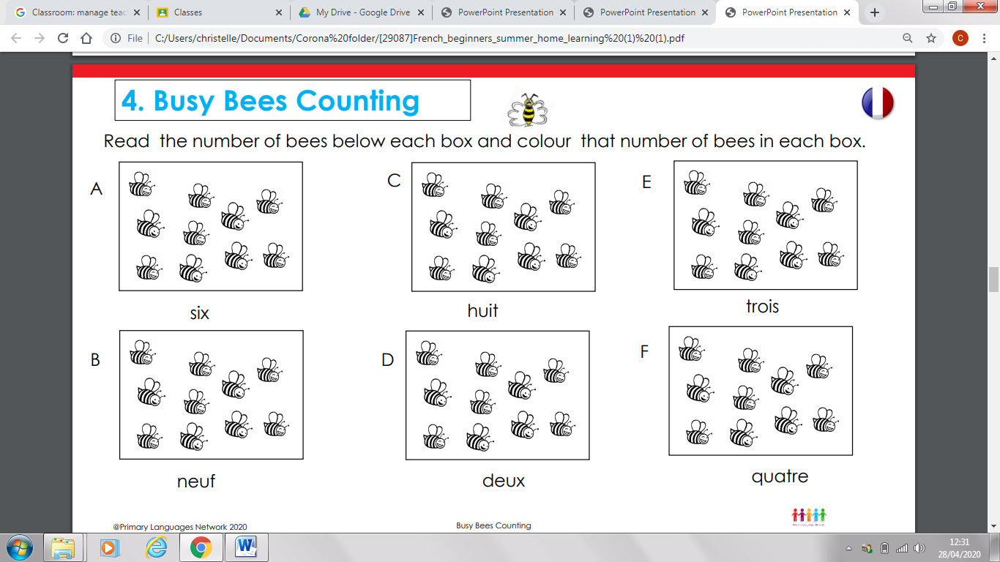 Classroom: manage teac
Classes
My Drive - Google Drive
PowerPoint Presentation
PowerPoint Presentation
PowerPoint Presentation
File C:/Users/christelle/Documents/Corona%20folder/[29087]French_beginners_summer_home_learning%20(1)%20(1).pdf
C
4. Busy Bees Counting
Read the number of bees below each box and colour that number of bees in each box.
A
C
E
six
huit
trois
B
D
F
neuf
deux
quatre
@Primary Languages Network 2020
Busy Bees Counting
12:31
28/04/2020